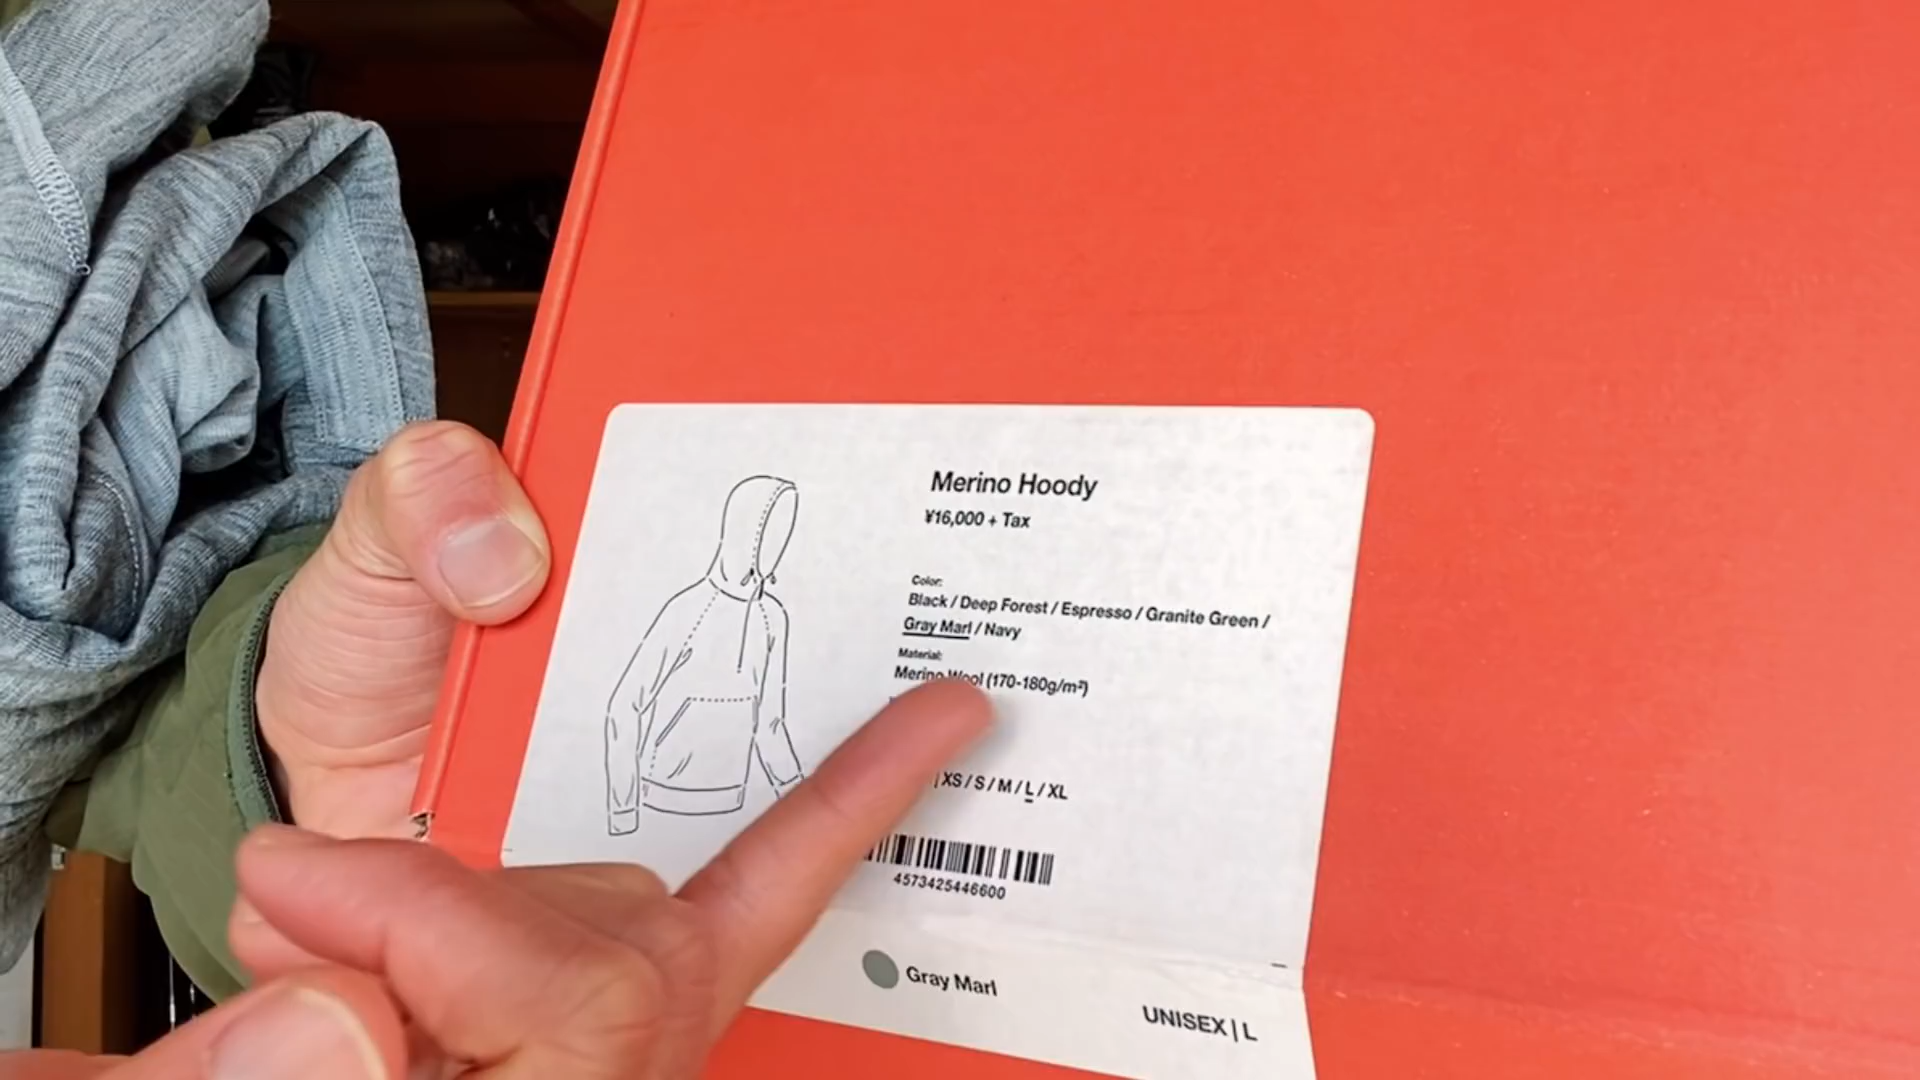 Merino Hoody
¥16,000 + Tax
Color:
Black / Deep Forest / Espresso / Granite Green /
Gray Marl / Navy
Material:
Merino Wool (170-180g/m²)
| XS / S / M / L / XL
4573425446600
Gray Marl
UNISEX | L